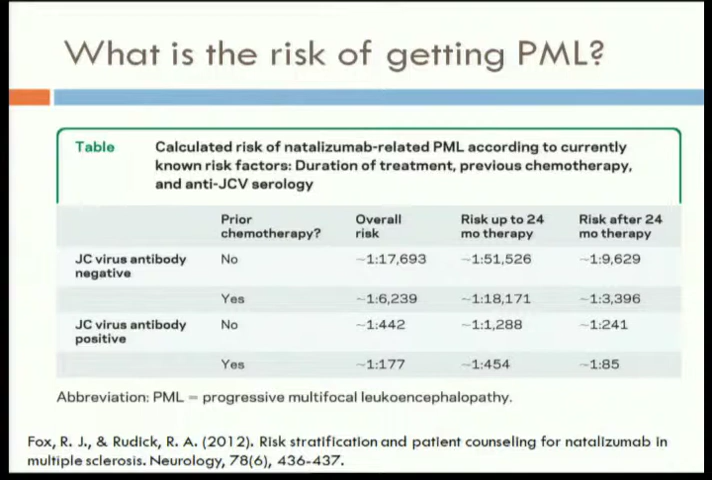 What is the risk of getting PML?
Table Calculated risk of natalizumab-related PML according to currently
known risk factors: Duration of treatment, previous chemotherapy,
and anti-JCV serology
Prior Overall Risk up to 24 Risk after 24
chemotherapy? risk mo therapy mo therapy
JC virus antibody No ~1:17,693 ~1:51,526 ~1:9,629
negative
Yes ~1:6,239 ~1:18,171 ~1:3,396
JC virus antibody No ~1:442 ~1:1,288 ~1:241
positive
Yes ~1:177 ~1:454 ~1:85
Abbreviation: PML = progressive multifocal leukoencephalopathy.
Fox, R. J., & Rudick, R. A. (2012). Risk stratification and patient counseling for natalizumab in
multiple sclerosis. Neurology, 78(6), 436-437.